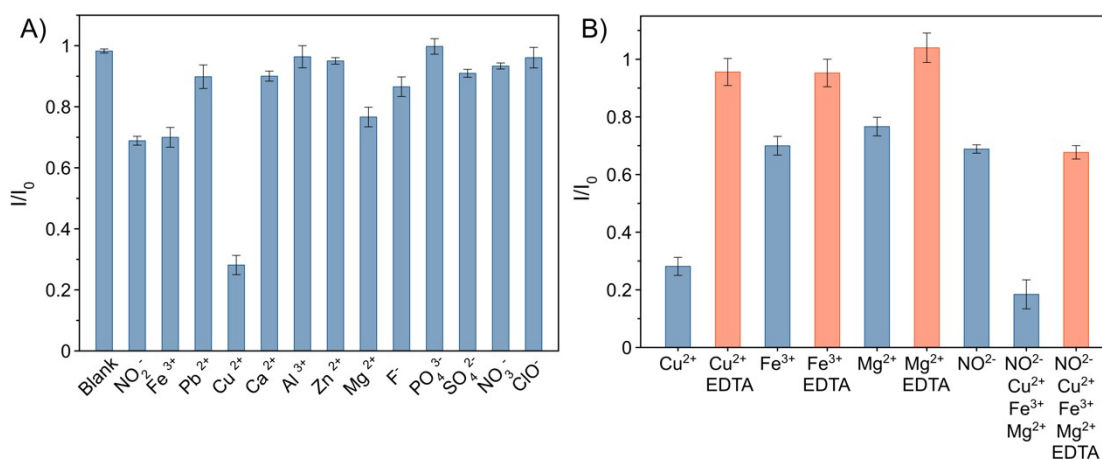 A)
I/I₀
1
0.8
0.6
0.4
0.2
0
Blank
NO₂⁻
Fe³⁺
Pb²⁺
Cu²⁺
Ca²⁺
Al³⁺
Zn²⁺
Mg²⁺
F⁻
PO₄³⁻
SO₄²⁻
NO₃⁻
ClO⁻
B)
I/I₀
1
0.8
0.6
0.4
0.2
0
Cu²⁺
Cu²⁺
EDTA
Fe³⁺
Fe³⁺
EDTA
Mg²⁺
Mg²⁺
EDTA
NO²⁻
NO²⁻
Cu²⁺
Fe³⁺
Mg²⁺
NO²⁻
Cu²⁺
Fe³⁺
Mg²⁺
EDTA